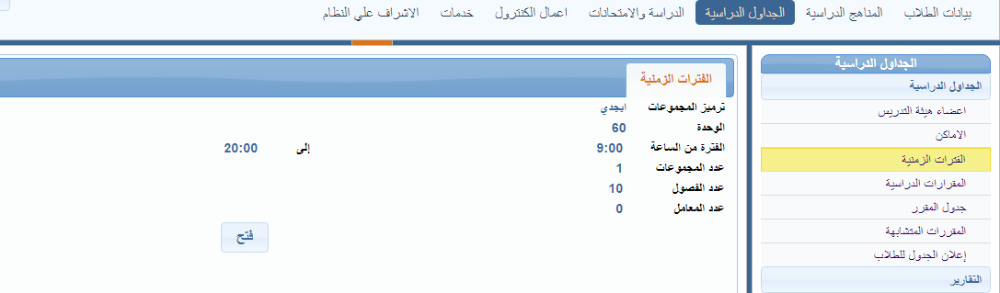 بيانات الطلاب المناهج الدراسية الجداول الدراسية الدراسة والامتحانات اعمال الكنترول خدمات الاشراف علي النظام
الجداول الدراسية
الجداول الدراسية
اعضاء هيئة التدريس
الاماكن
الفترات الزمنية
المقرارات الدراسية
جدول المقرر
المقررات المتشابهة
إعلان الجدول للطلاب
التقارير
الفترات الزمنية
ترميز المجموعات ابجدي
الوحدة 60
الفترة من الساعة 9:00 إلى 20:00
عدد المجموعات 1
عدد الفصول 10
عدد المعامل 0
فتح